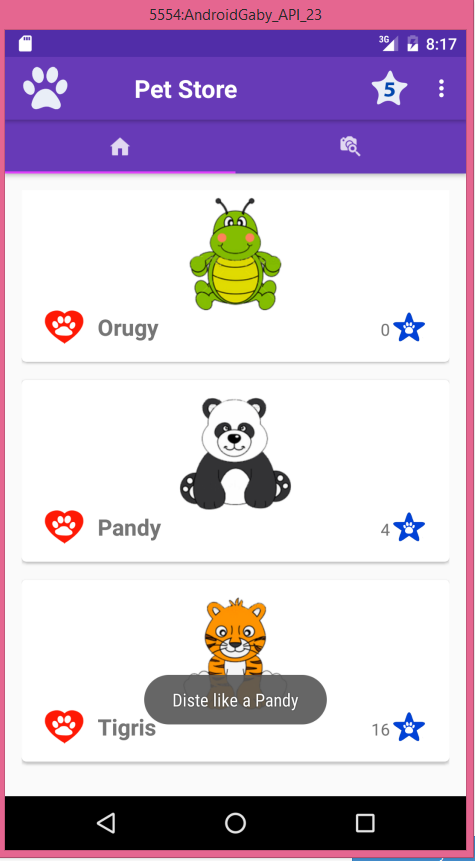 5554:AndroidGaby_API_23
3G 8:17
Pet Store 5
Orugy 0
Pandy 4
Diste like a Pandy
Tigris 16